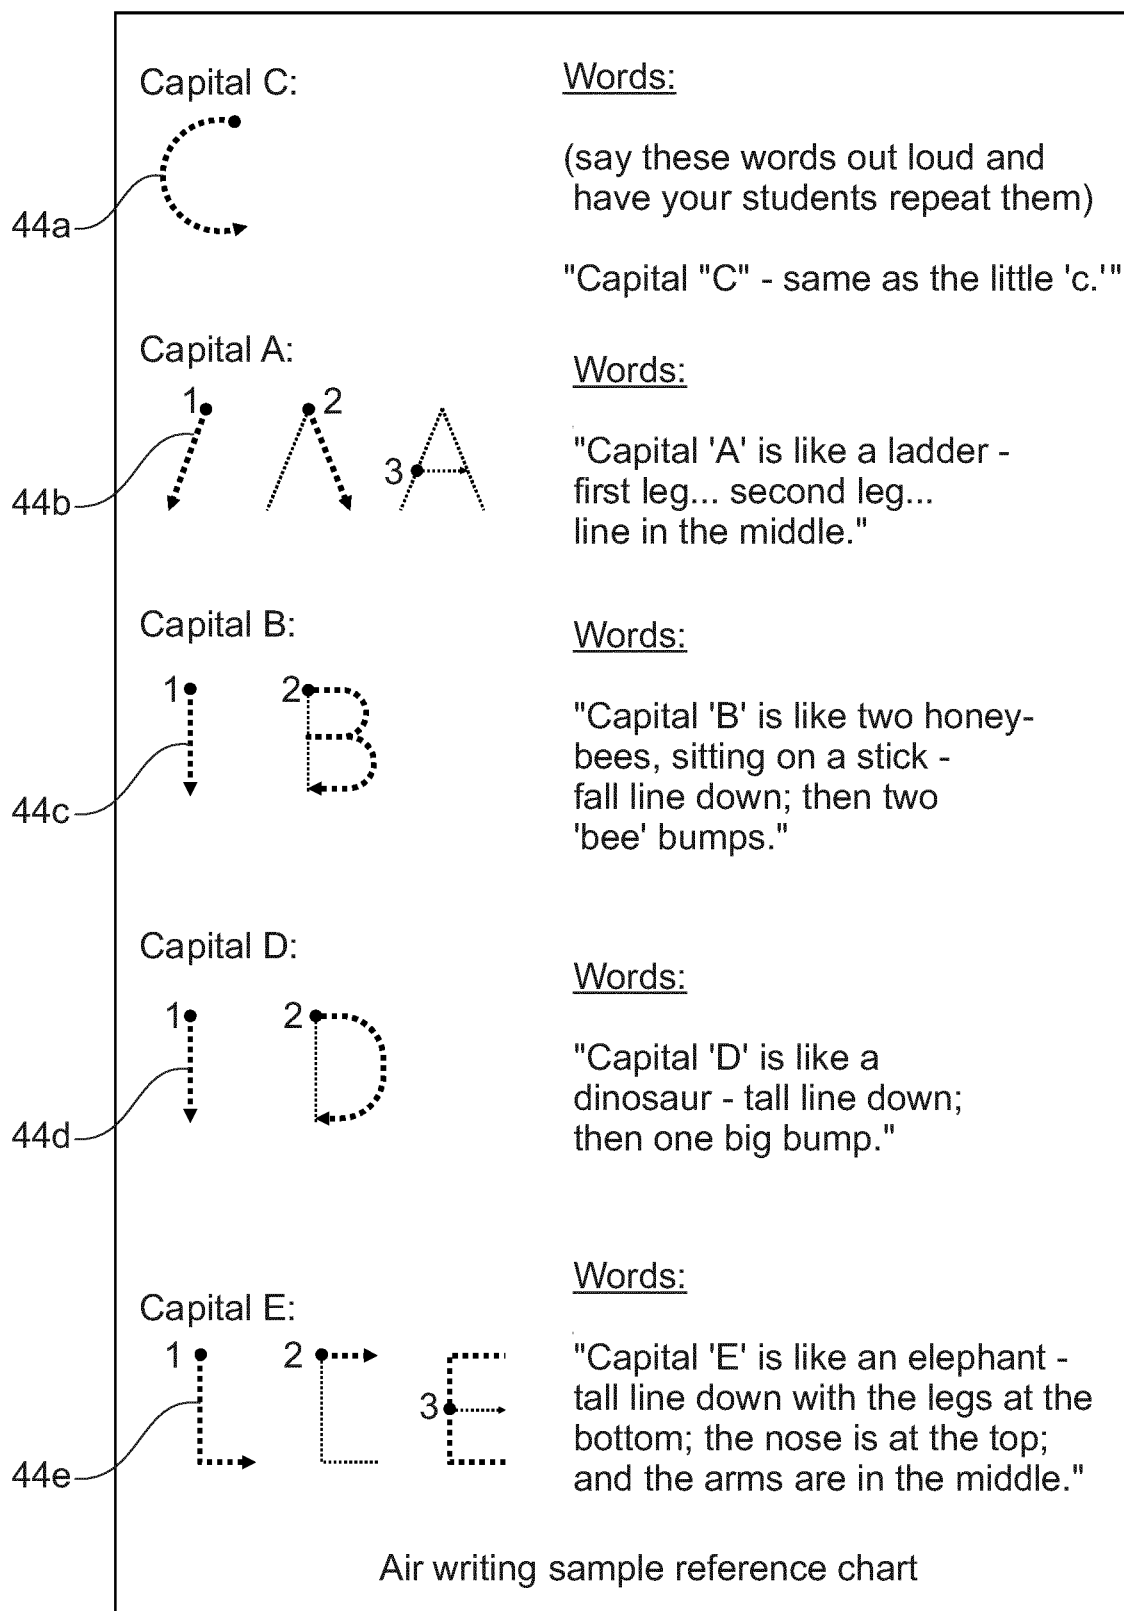 Capital C:
Words:
(say these words out loud and
have your students repeat them)
44a
"Capital "C" - same as the little 'c.'"
Capital A:
Words:
1 2 3
44b
"Capital 'A' is like a ladder -
first leg... second leg...
line in the middle."
Capital B:
Words:
1 2
44c
"Capital 'B' is like two honey-
bees, sitting on a stick -
fall line down; then two
'bee' bumps."
Capital D:
Words:
1 2
44d
"Capital 'D' is like a
dinosaur - tall line down;
then one big bump."
Capital E:
Words:
1 2 3
44e
"Capital 'E' is like an elephant -
tall line down with the legs at the
bottom; the nose is at the top;
and the arms are in the middle."
Air writing sample reference chart